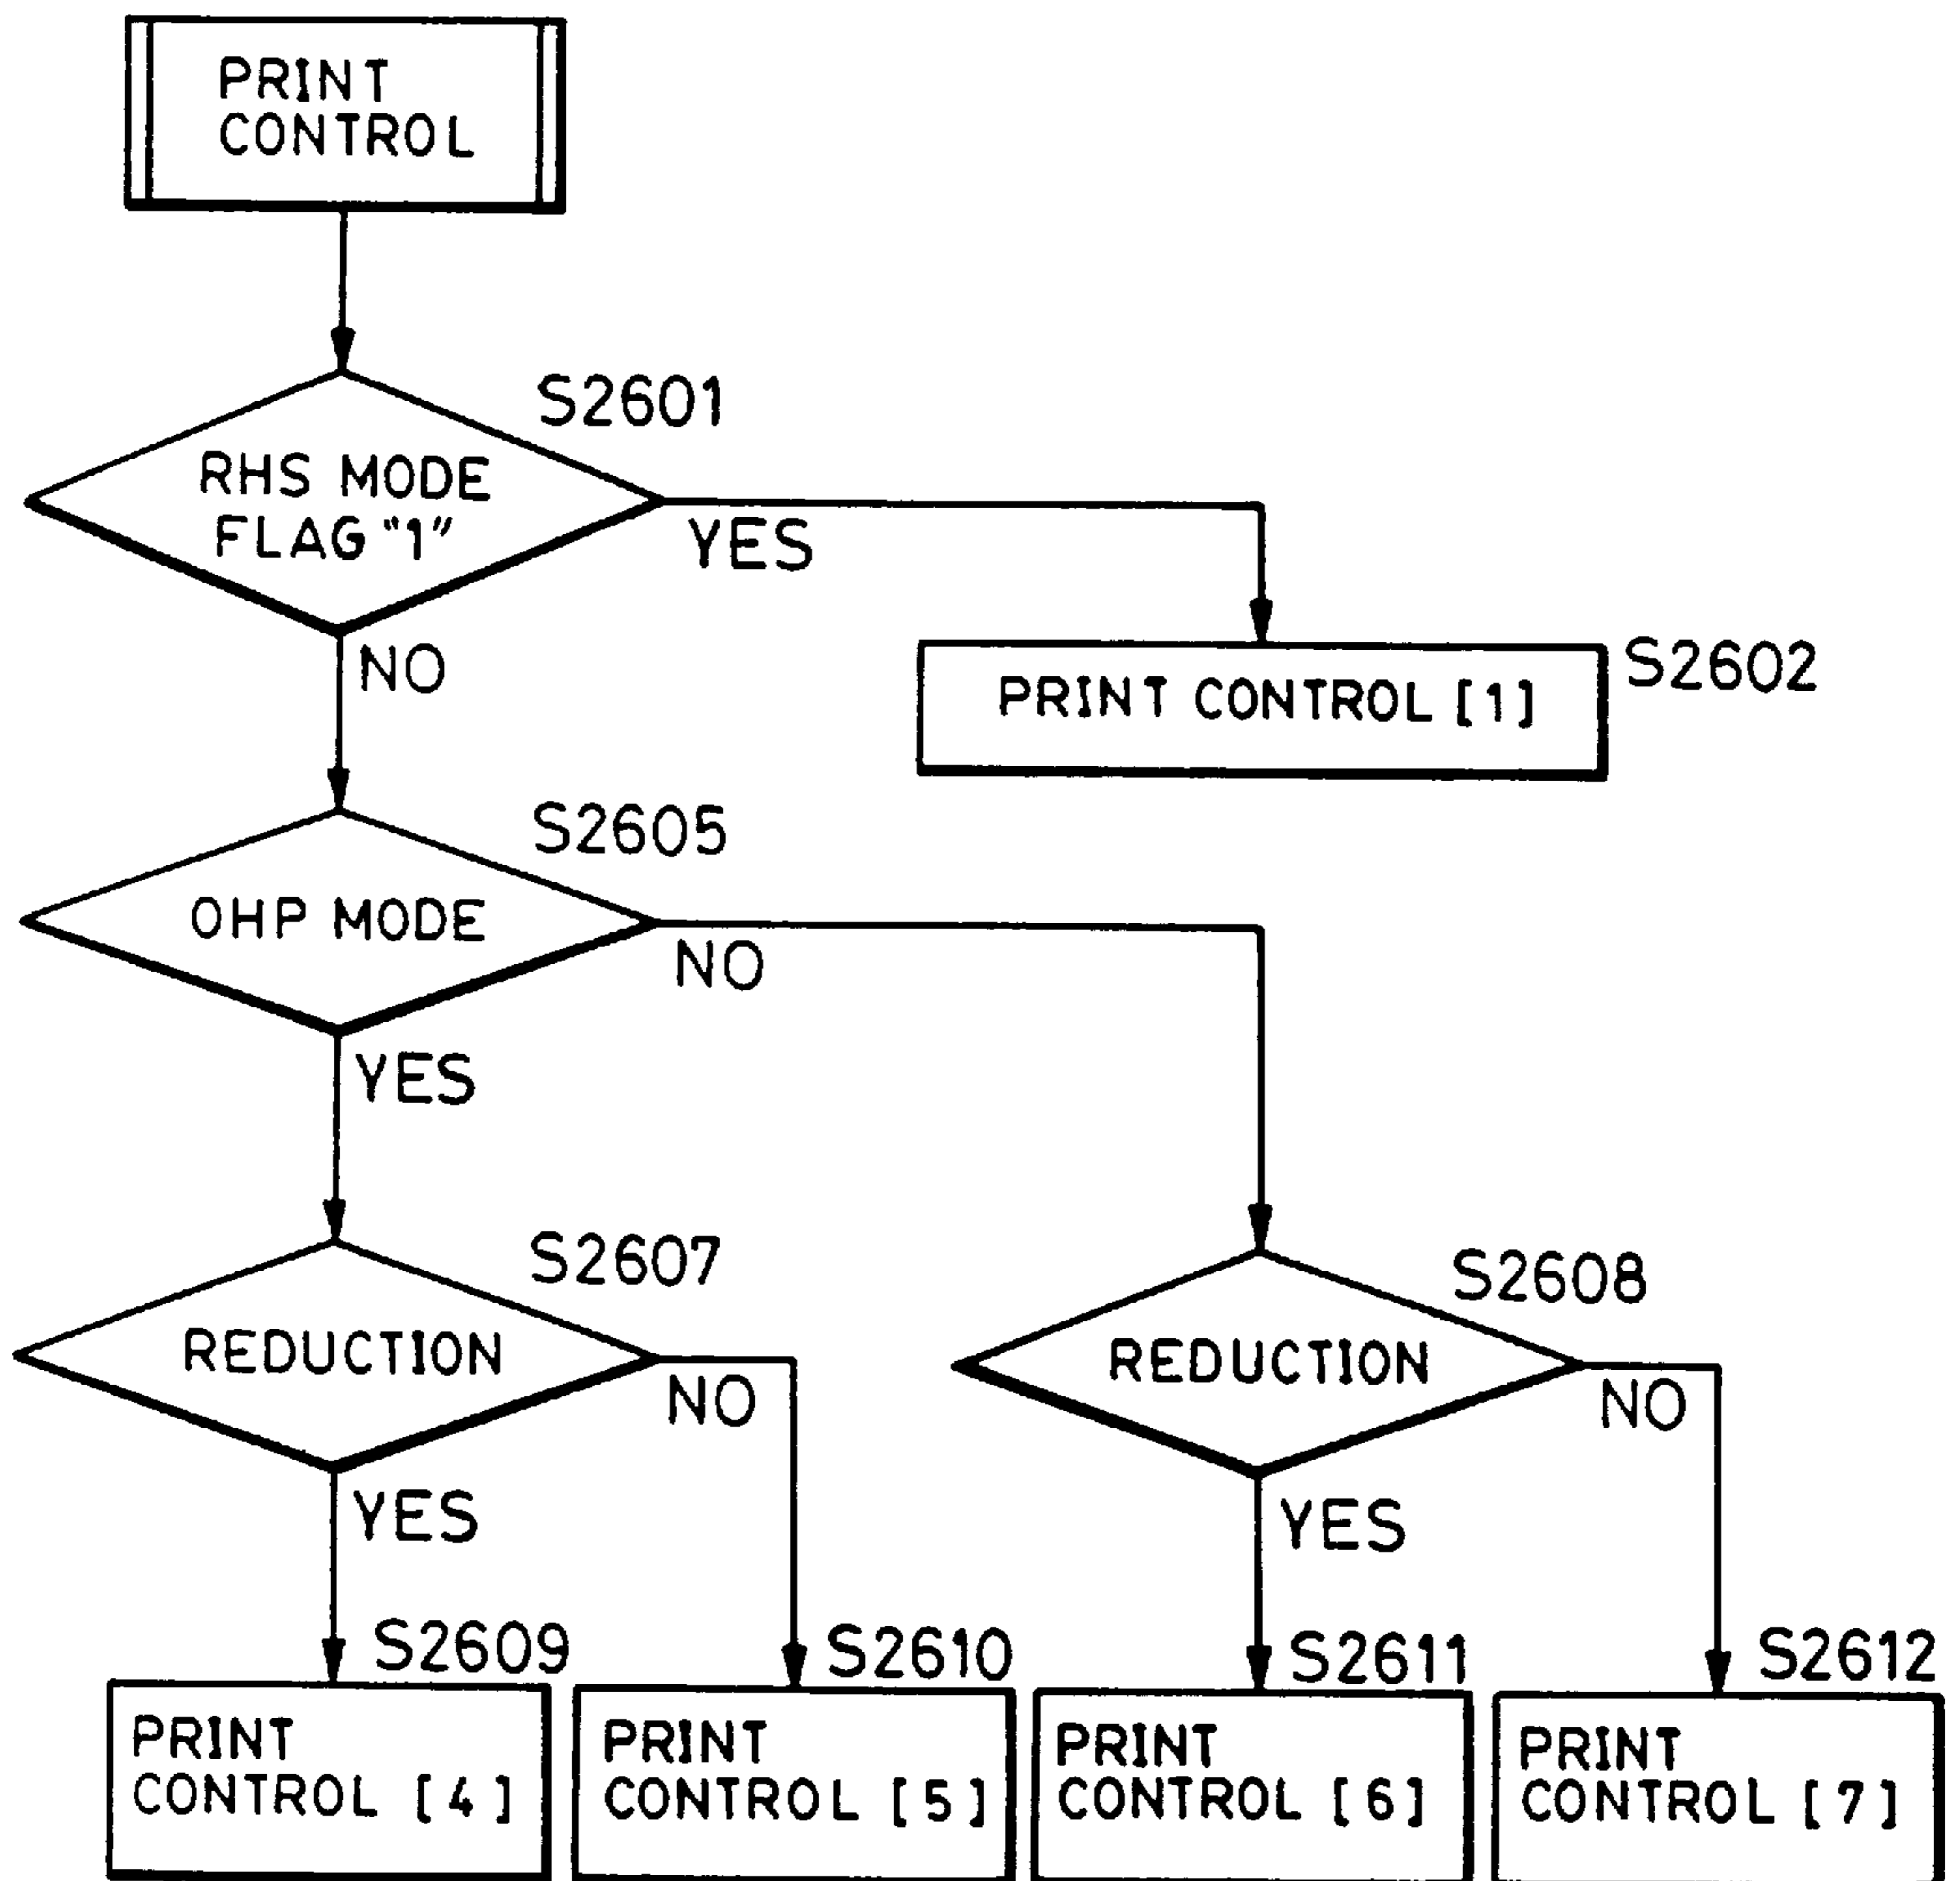 PRINT
CONTROL
S2601
RHS MODE
FLAG "1"
YES
NO
S2602
PRINT CONTROL [1]
S2605
OHP MODE
NO
YES
S2607
REDUCTION
NO
YES
S2608
REDUCTION
NO
YES
S2609
PRINT
CONTROL [4]
S2610
PRINT
CONTROL [5]
S2611
PRINT
CONTROL [6]
S2612
PRINT
CONTROL [7]